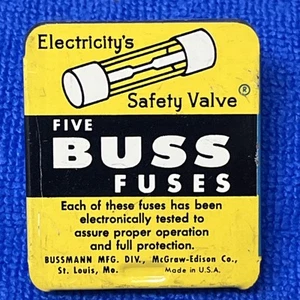 Electricity's
Safety Valve®
FIVE
BUSS
FUSES
Each of these fuses has been
electronically tested to
assure proper operation
and full protection.
BUSSMANN MFG. DIV., McGraw-Edison Co.,
St. Louis, Mo. Made in U.S.A.